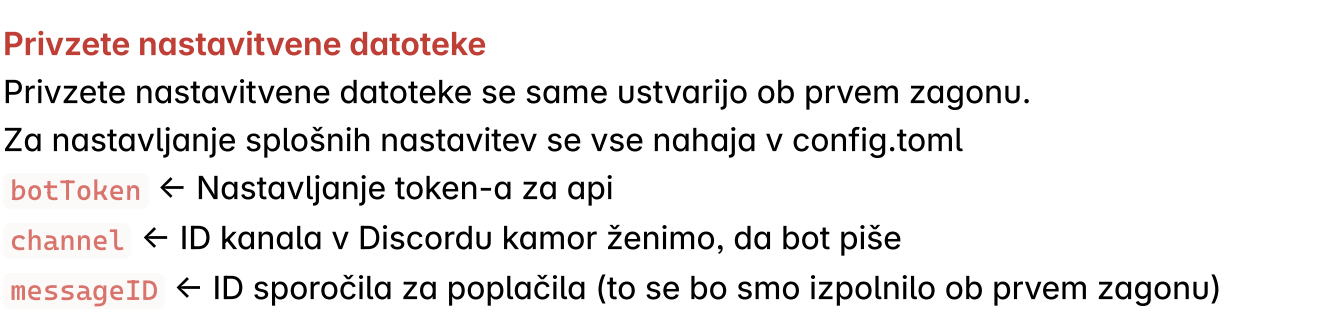 Privzete nastavitvene datoteke
Privzete nastavitvene datoteke se same ustvarijo ob prvem zagonu.
Za nastavljanje splošnih nastavitev se vse nahaja v config.toml
botToken ← Nastavljanje token-a za api
channel ← ID kanala v Discordu kamor ženimo, da bot piše
messageID ← ID sporočila za poplačila (to se bo smo izpolnilo ob prvem zagonu)